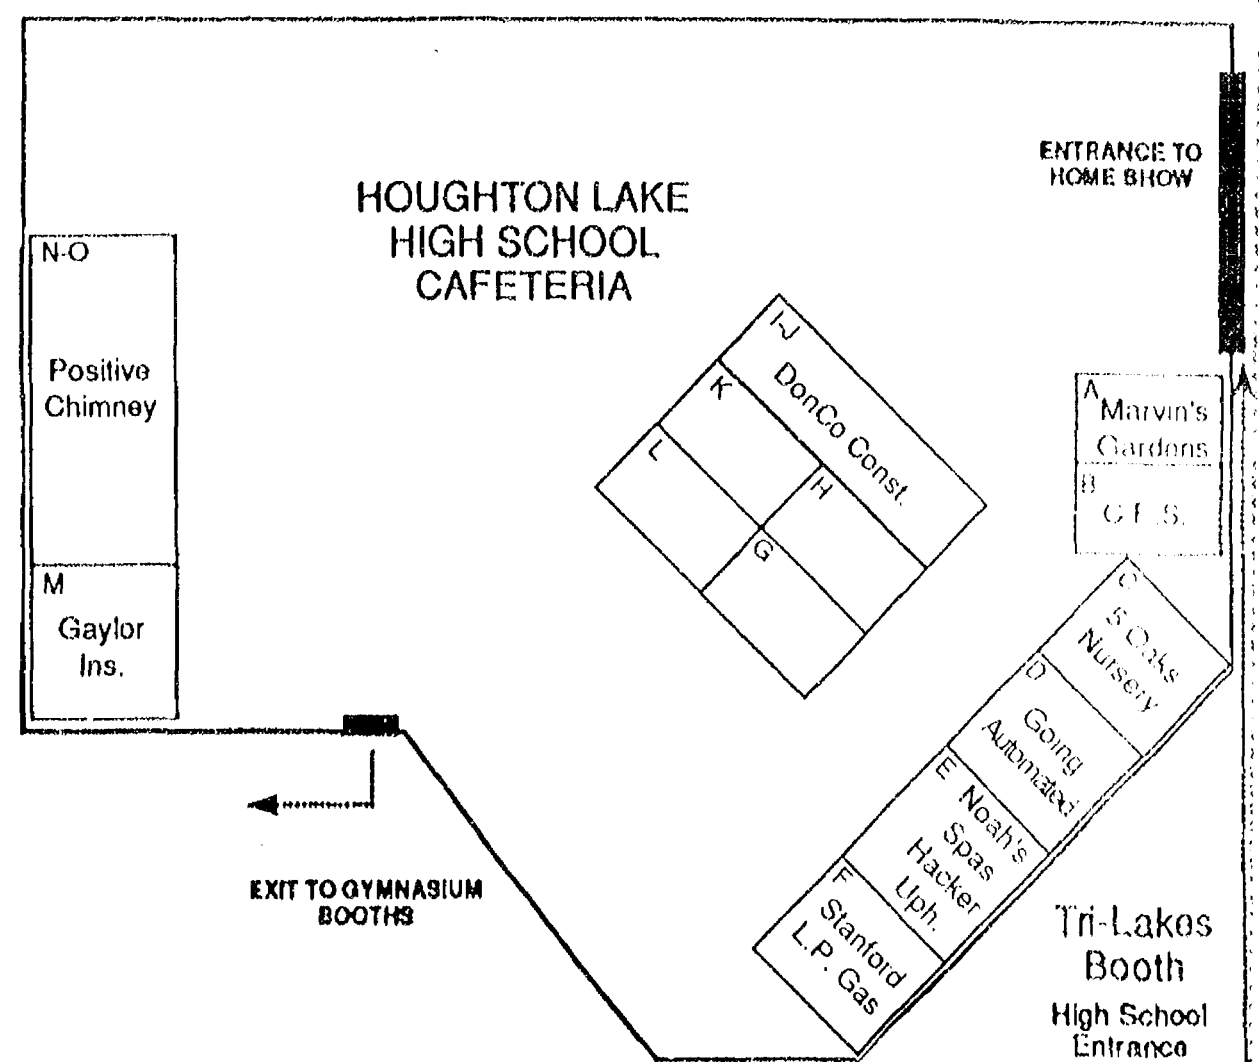 ENTRANCE TO
HOME SHOW
HOUGHTON LAKE
HIGH SCHOOL
CAFETERIA
N-O
Positive
Chimney
M
Gaylor
Ins.
I-J
DonCo Const.
K
L
H
G
A
Marvin's
Gardens
B
C
5 Oaks
Nursery
D
Going
Automated
E
Noah's
Spas
Hacker
Uph.
F
Stanford
L.P. Gas
EXIT TO GYMNASIUM
BOOTHS
Tri-Lakes
Booth
High School
Entrance